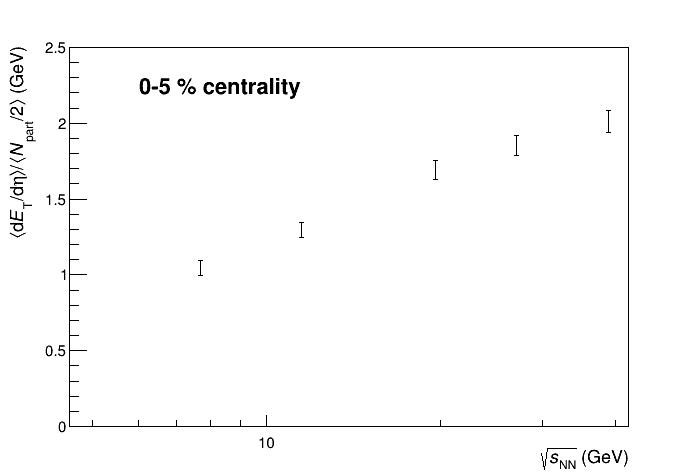 2.5
0-5 % centrality
2
1.5
1
0.5
0
⟨dE_T/dη⟩/⟨N_part/2⟩ (GeV)
10
√s_NN (GeV)